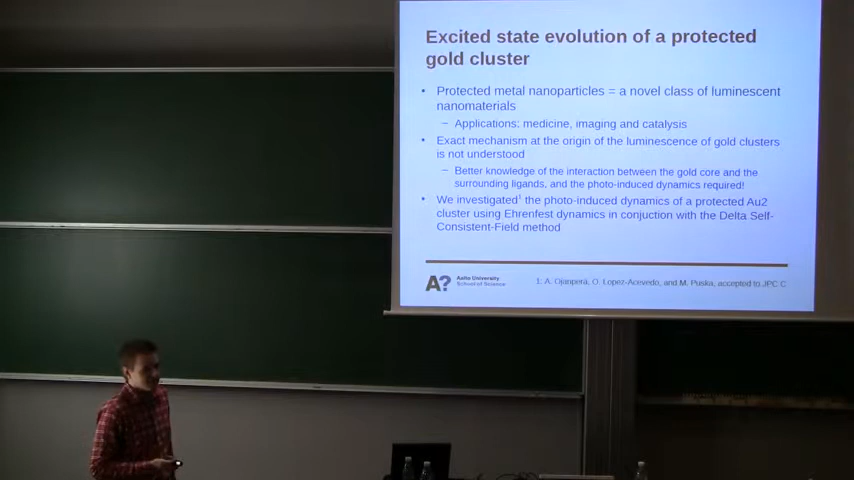 Excited state evolution of a protected
gold cluster
• Protected metal nanoparticles = a novel class of luminescent
nanomaterials
– Applications: medicine, imaging and catalysis
• Exact mechanism at the origin of the luminescence of gold clusters
is not understood
– Better knowledge of the interaction between the gold core and the
surrounding ligands, and the photo-induced dynamics required!
• We investigated¹ the photo-induced dynamics of a protected Au2
cluster using Ehrenfest dynamics in conjuction with the Delta Self-
Consistent-Field method
A? Aalto University
School of Science
1. A. Ojanperä, O. Lopez-Acevedo, and M. Puska, accepted to JPC C